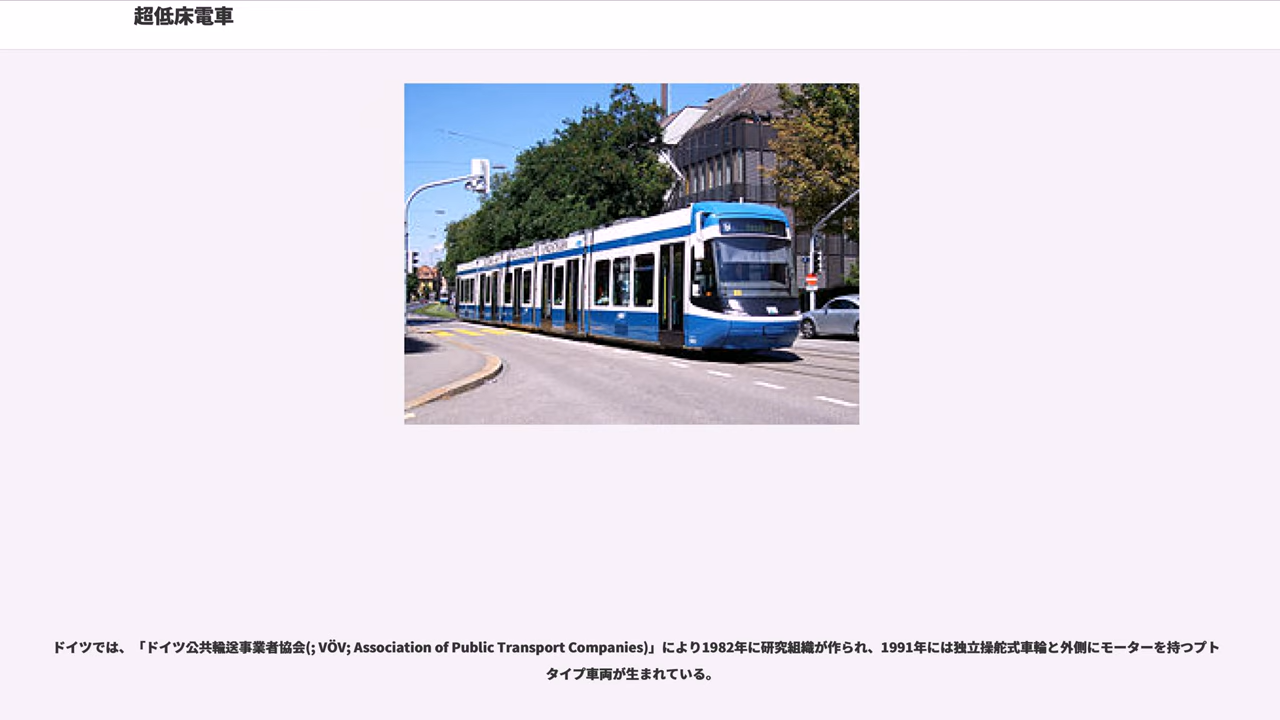 超低床電車
ドイツでは、「ドイツ公共輸送事業者協会(; VÖV; Association of Public Transport Companies)」により1982年に研究組織が作られ、1991年には独立操舵式車輪と外側にモーターを持つプト
タイプ車両が生まれている。